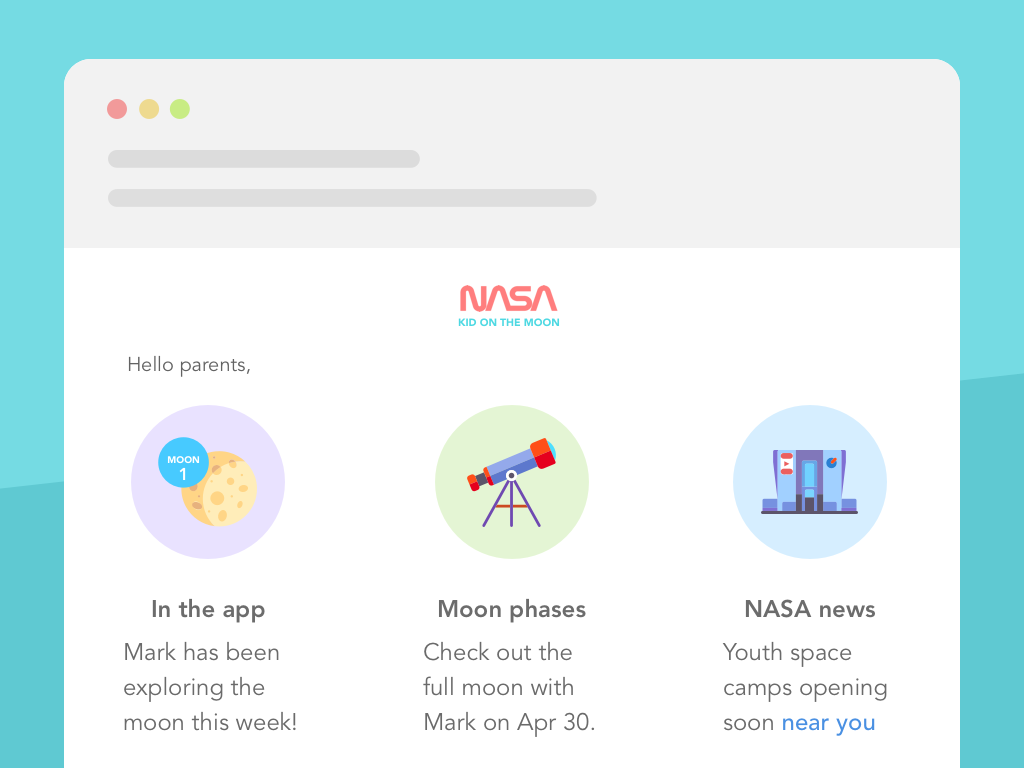 NASA
KID ON THE MOON
Hello parents,
MOON
1
In the app
Mark has been
exploring the
moon this week!
Moon phases
Check out the
full moon with
Mark on Apr 30.
NASA news
Youth space
camps opening
soon near you